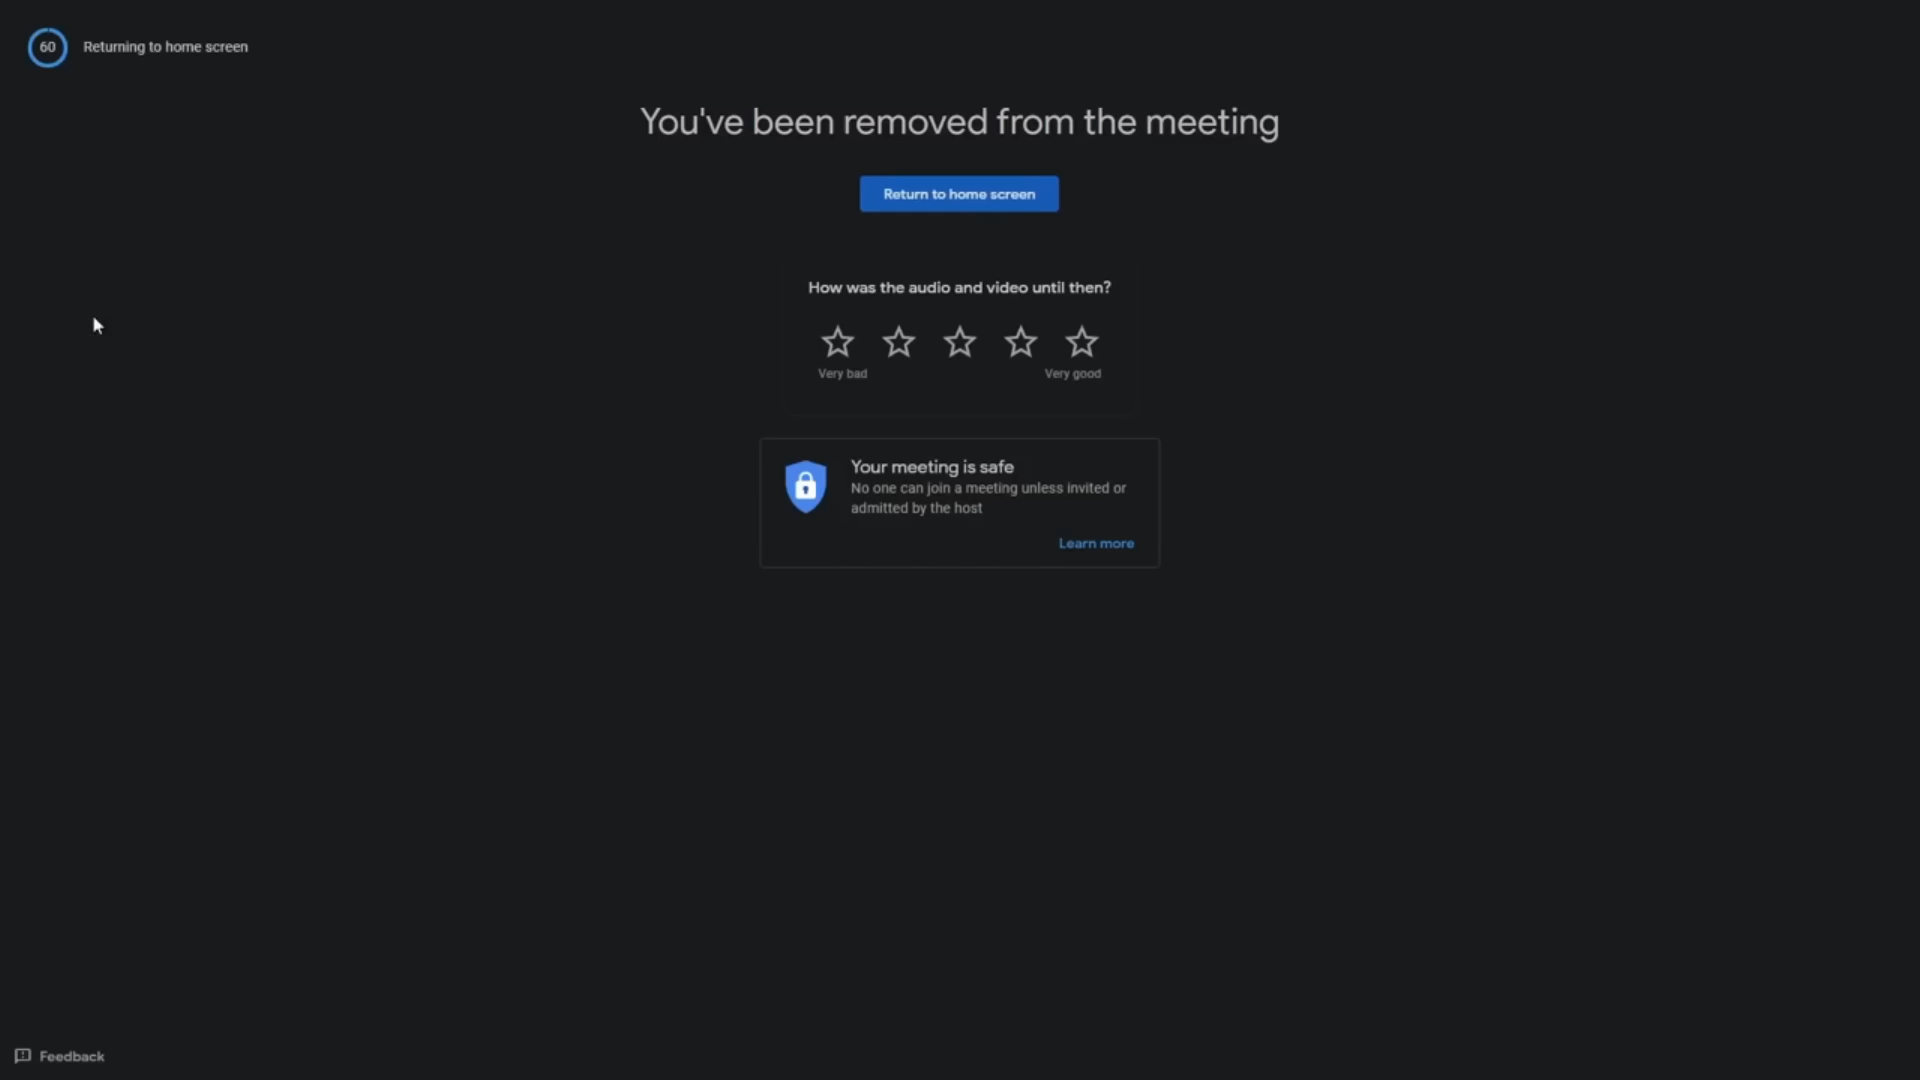 60 Returning to home screen
You've been removed from the meeting
Return to home screen
How was the audio and video until then?
Very bad Very good
Your meeting is safe
No one can join a meeting unless invited or
admitted by the host
Learn more
Feedback